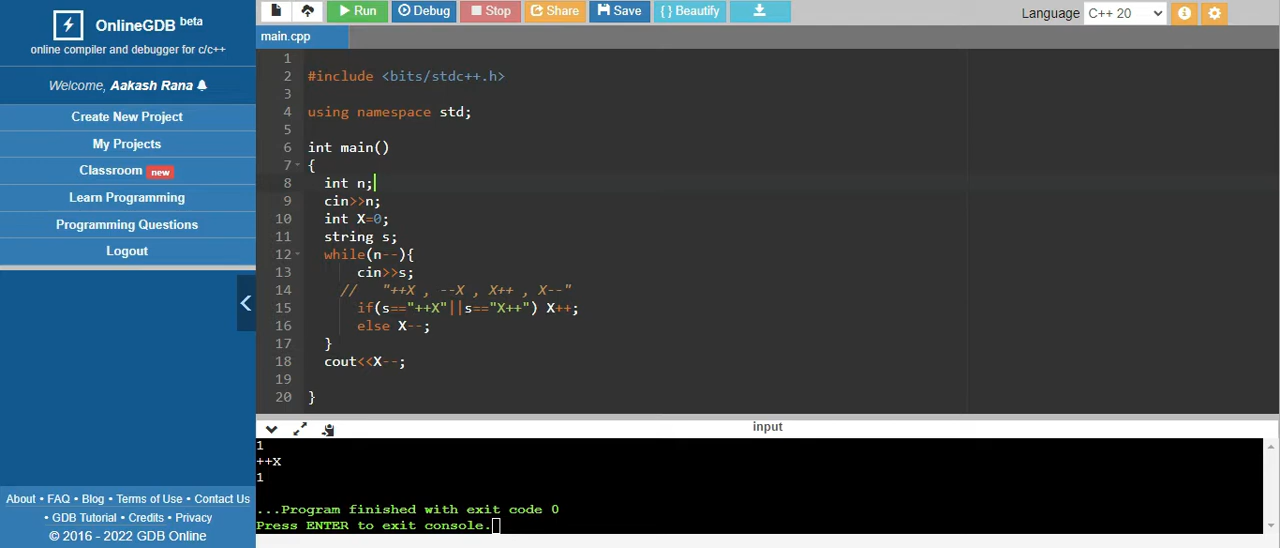 OnlineGDB beta
online compiler and debugger for c/c++
Welcome, Aakash Rana
Create New Project
My Projects
Classroom new
Learn Programming
Programming Questions
Logout
About • FAQ • Blog • Terms of Use • Contact Us
• GDB Tutorial • Credits • Privacy
© 2016 - 2022 GDB Online
Run Debug Stop Share Save { } Beautify Language C++ 20
main.cpp
1
2 #include <bits/stdc++.h>
3
4 using namespace std;
5
6 int main()
7 {
8 int n;
9 cin>>n;
10 int X=0;
11 string s;
12 while(n--){
13 cin>>s;
14 // "++X , --X , X++ , X--"
15 if(s=="++X"||s=="X++") X++;
16 else X--;
17 }
18 cout<<X--;
19
20 }
input
1
++X
1
...Program finished with exit code 0
Press ENTER to exit console.